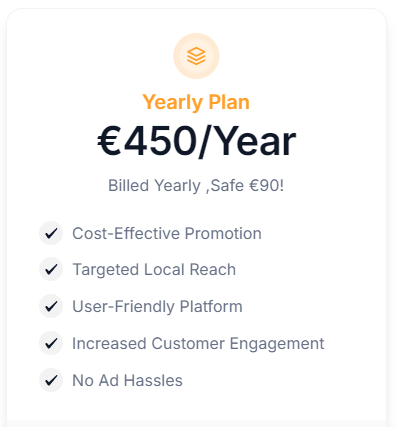 Yearly Plan
€450/Year
Billed Yearly ,Safe €90!
Cost-Effective Promotion
Targeted Local Reach
User-Friendly Platform
Increased Customer Engagement
No Ad Hassles